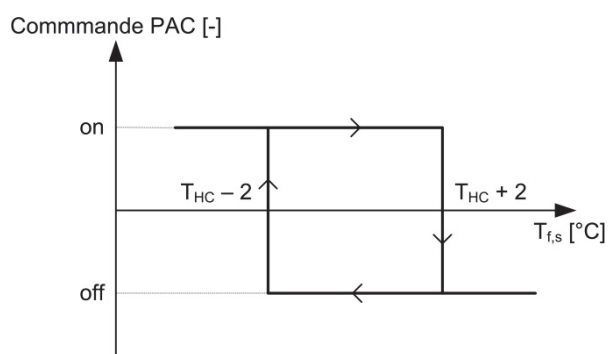 Commmande PAC [-]
on
T_HC – 2
T_HC + 2
T_f,s [°C]
off